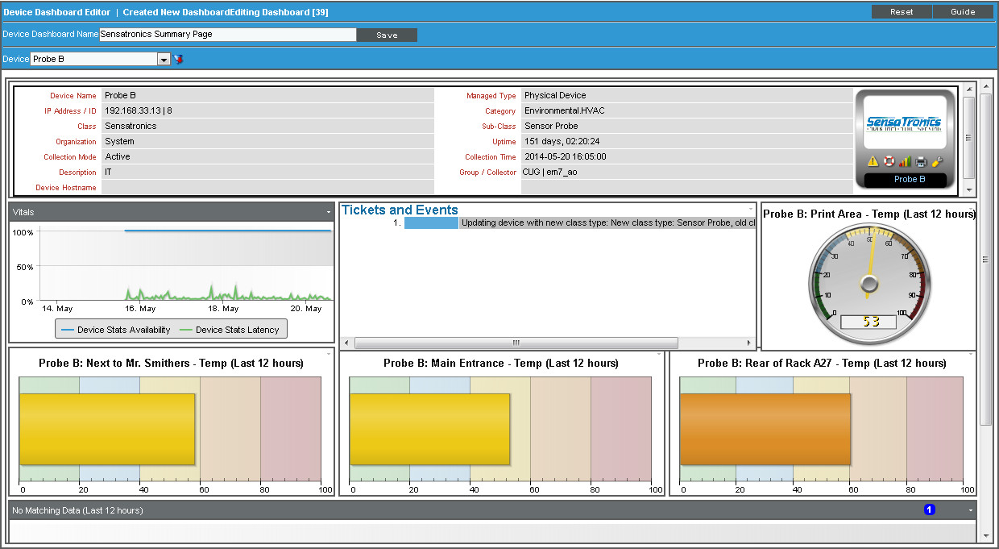 Device Dashboard Editor | Created New DashboardEditing Dashboard [39] Reset Guide
Device Dashboard Name Sensatronics Summary Page Save
Device Probe B
Device Name Probe B Managed Type Physical Device
IP Address / ID 192.168.33.13 | 8 Category Environmental.HVAC
Class Sensatronics Sub-Class Sensor Probe
Organization System Uptime 151 days, 02:20:24
Collection Mode Active Collection Time 2014-05-20 16:05:00
Description IT Group / Collector CUG | em7_ao
Device Hostname
SensaTronics
Probe B
Vitals
100%
50%
0%
14. May 16. May 18. May 20. May
Device Stats Availability Device Stats Latency
Tickets and Events
1. Updating device with new class type: New class type: Sensor Probe, old cl
Probe B: Print Area - Temp (Last 12 hours)
0 10 20 30 40 50 60 70 80 90 100
53
Probe B: Next to Mr. Smithers - Temp (Last 12 hours)
0 20 40 60 80 100
Probe B: Main Entrance - Temp (Last 12 hours)
0 20 40 60 80 100
Probe B: Rear of Rack A27 - Temp (Last 12 hours)
0 20 40 60 80 100
No Matching Data (Last 12 hours) 1